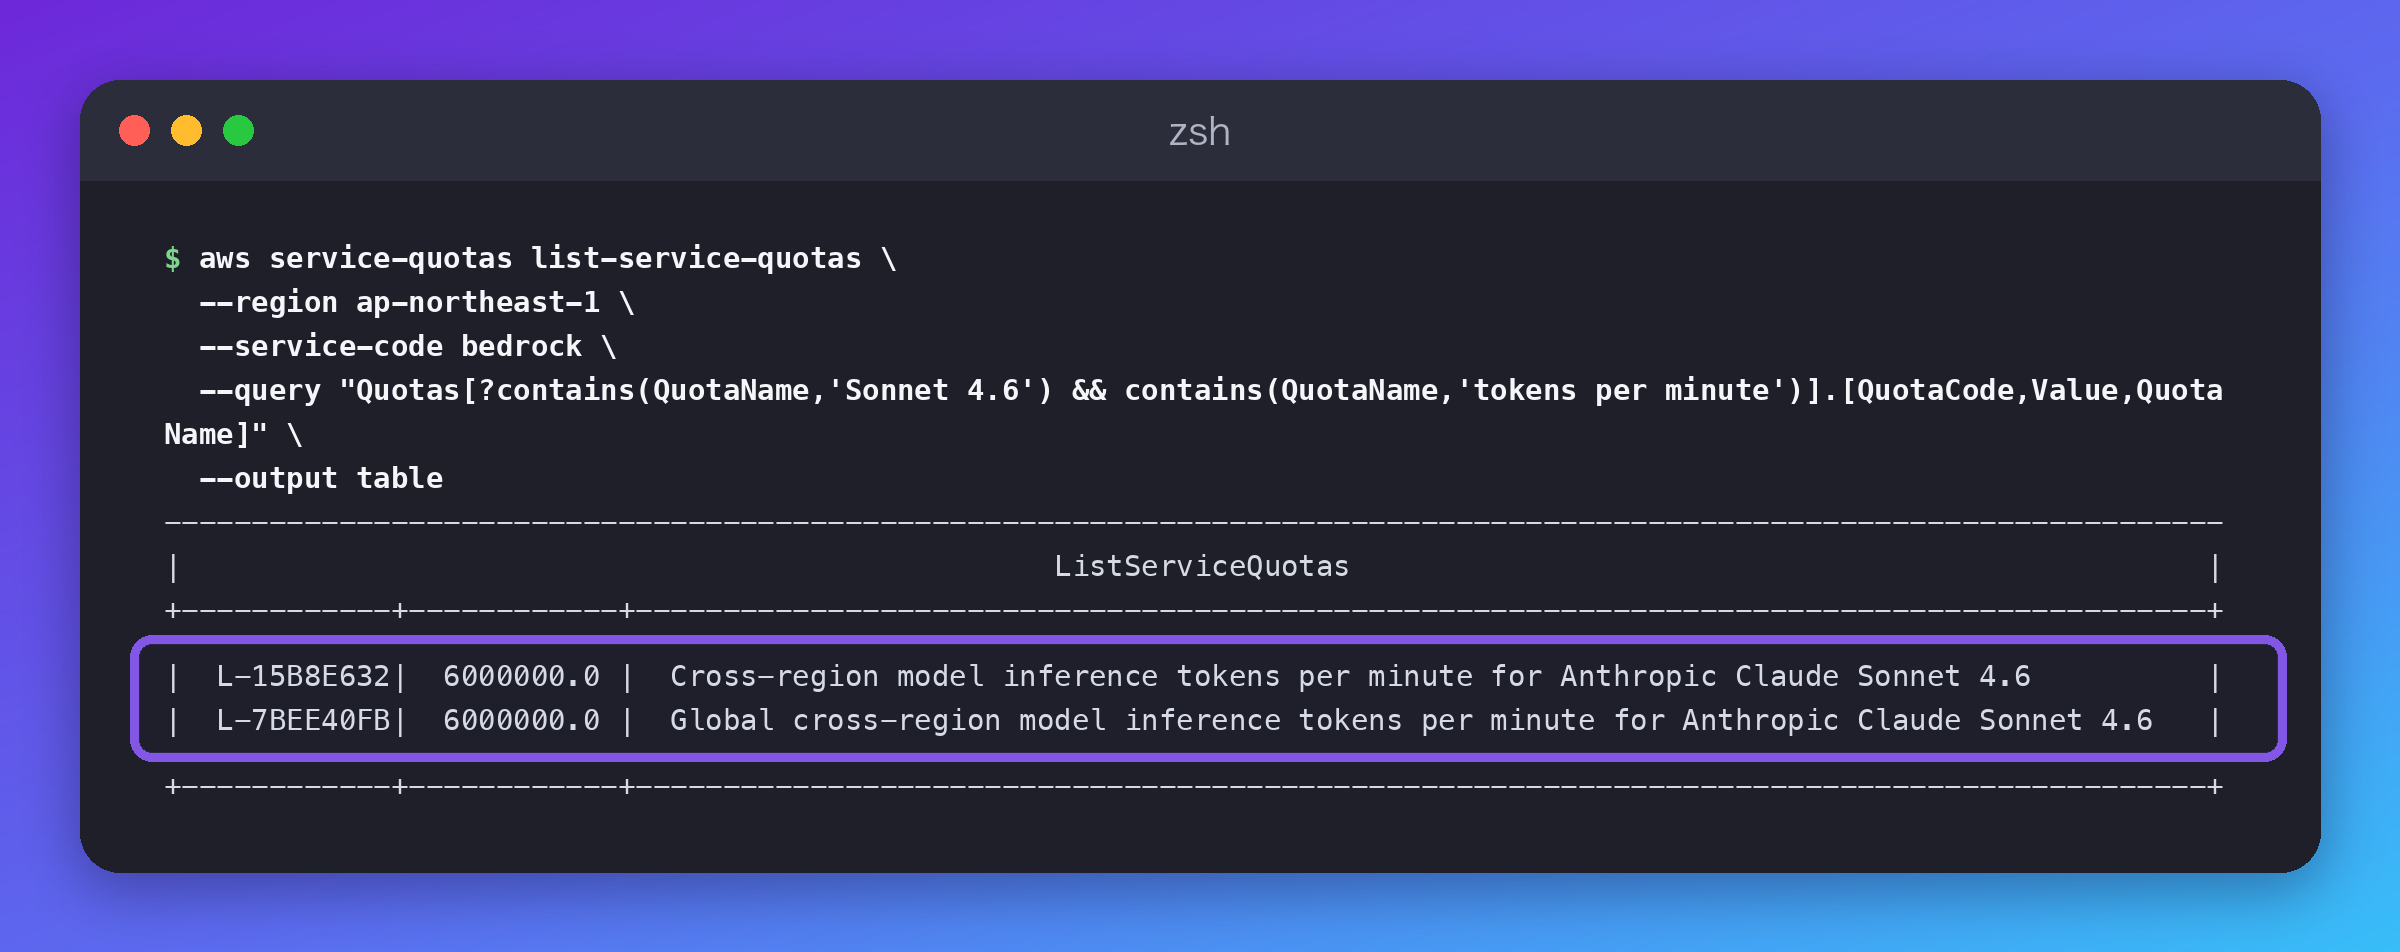 zsh
$ aws service-quotas list-service-quotas \
  --region ap-northeast-1 \
  --service-code bedrock \
  --query "Quotas[?contains(QuotaName,'Sonnet 4.6') && contains(QuotaName,'tokens per minute')].[QuotaCode,Value,Quota
Name]" \
  --output table
----------------------------------------------------------------------------------------------------------------------
|                                                  ListServiceQuotas                                                 |
+------------+------------+------------------------------------------------------------------------------------------+
|  L-15B8E632|  6000000.0 |  Cross-region model inference tokens per minute for Anthropic Claude Sonnet 4.6          |
|  L-7BEE40FB|  6000000.0 |  Global cross-region model inference tokens per minute for Anthropic Claude Sonnet 4.6   |
+------------+------------+------------------------------------------------------------------------------------------+